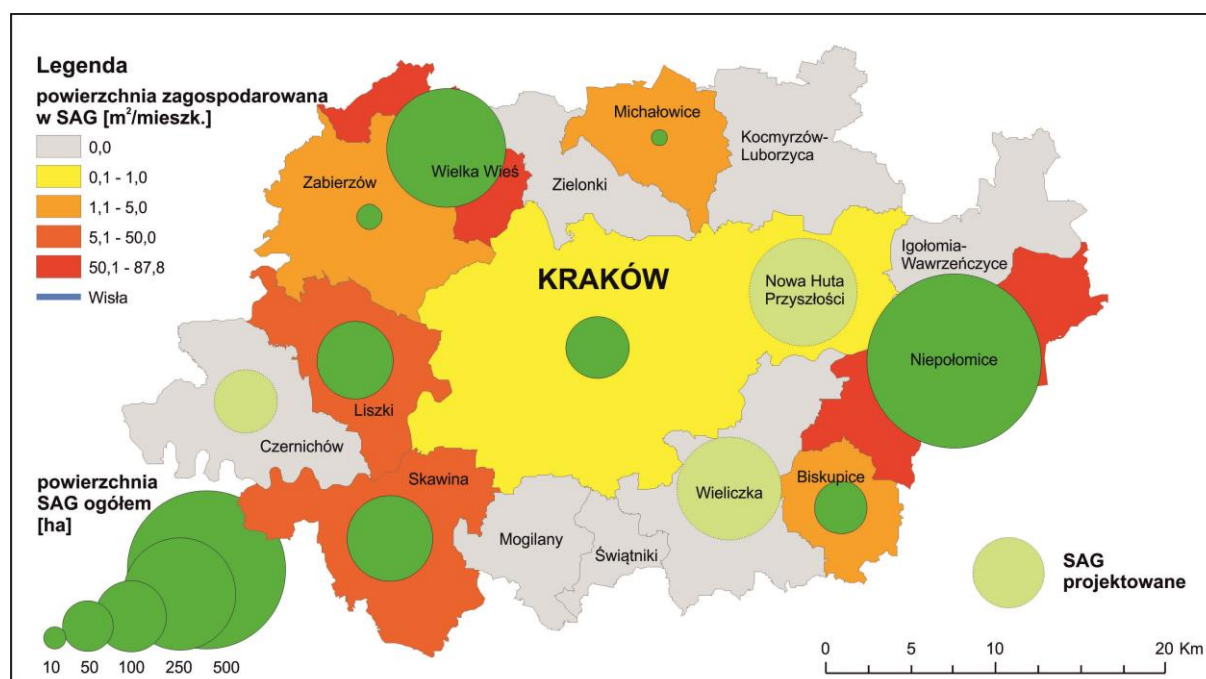 Legenda
powierzchnia zagospodarowana
w SAG [m²/mieszk.]
0,0
0,1 - 1,0
1,1 - 5,0
5,1 - 50,0
50,1 - 87,8
Wisła
Michałowice
Kocmyrzów-
Luborzyca
Wielka Wieś
Zabierzów
Zielonki
Igołomia-
Wawrzeńczyce
KRAKÓW
Nowa Huta
Przyszłości
Niepołomice
Liszki
Czernichów
Skawina
Wieliczka
Biskupice
Mogilany
Świątniki
powierzchnia
SAG ogółem
[ha]
10 50 100 250 500
SAG
projektowane
0 5 10 20 Km